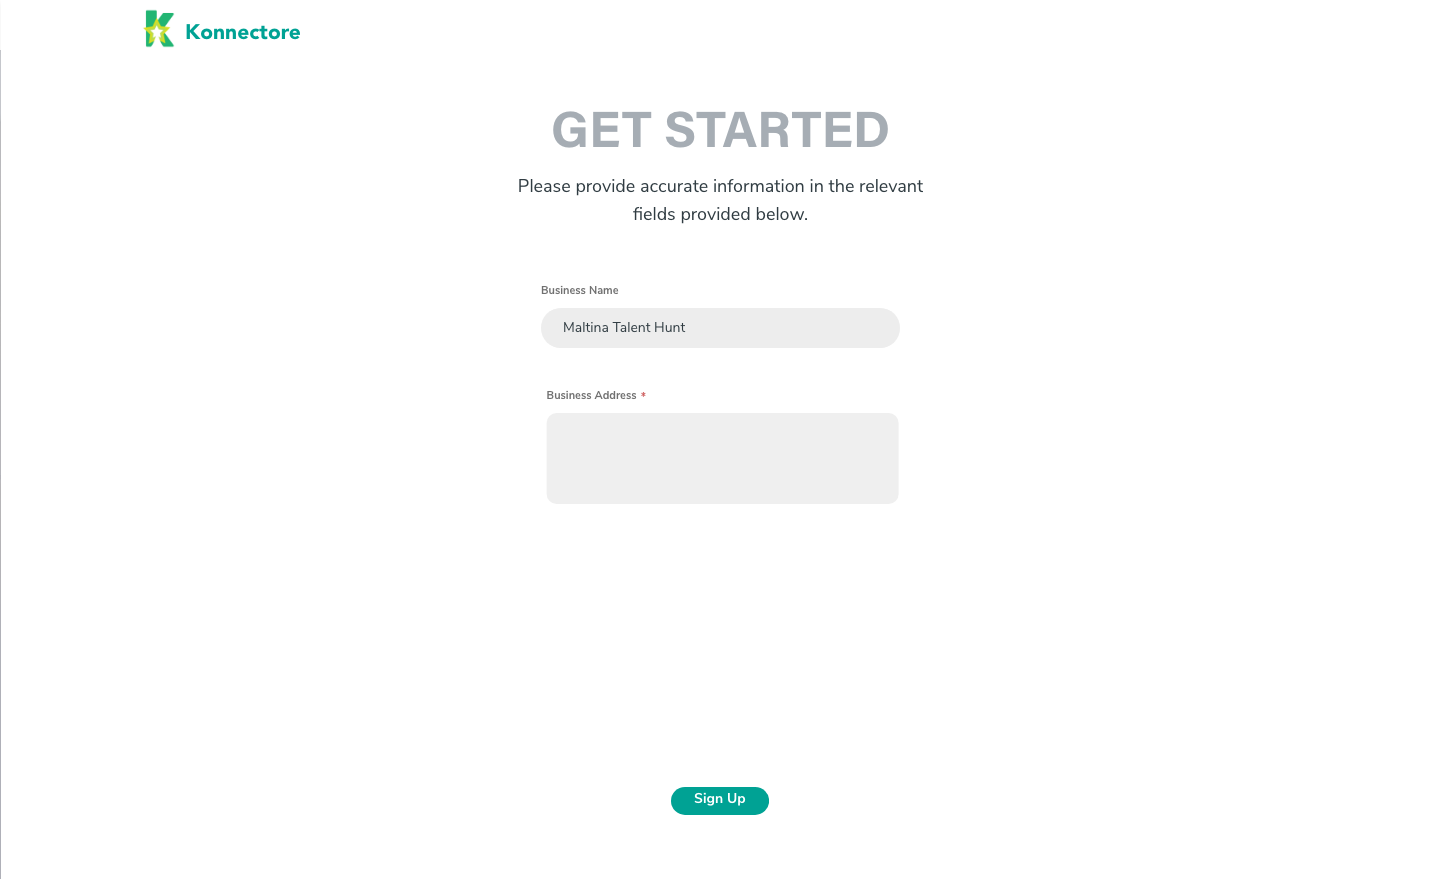 Konnectore
GET STARTED
Please provide accurate information in the relevant
fields provided below.
Business Name
Maltina Talent Hunt
Business Address *
Sign Up